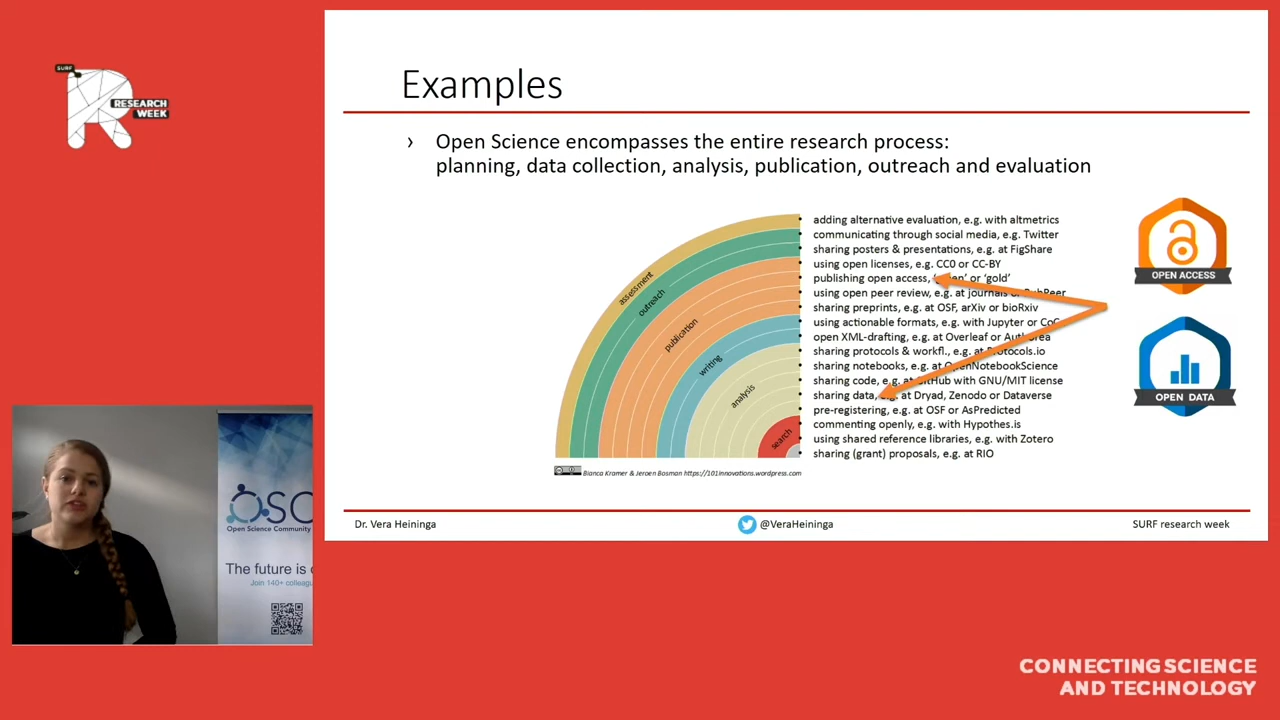 SURF
RESEARCH
WEEK
Examples
› Open Science encompasses the entire research process:
planning, data collection, analysis, publication, outreach and evaluation
assessment
outreach
publication
writing
analysis
search
• adding alternative evaluation, e.g. with altmetrics
• communicating through social media, e.g. Twitter
• sharing posters & presentations, e.g. at FigShare
• using open licenses, e.g. CC0 or CC-BY
• publishing open access, or 'gold'
• using open peer review, e.g. at journals or PubPeer
• sharing preprints, e.g. at OSF, arXiv or bioRxiv
• using actionable formats, e.g. with Jupyter or
• open XML-drafting, e.g. at Overleaf or Authorea
• sharing protocols & workfl., e.g. at Protocols.io
• sharing notebooks, e.g. at OpenNotebookScience
• sharing code, e.g. at GitHub with GNU/MIT license
• sharing data, e.g. at Dryad, Zenodo or Dataverse
• pre-registering, e.g. at OSF or AsPredicted
• commenting openly, e.g. with Hypothes.is
• using shared reference libraries, e.g. with Zotero
• sharing (grant) proposals, e.g. at RIO
OPEN ACCESS
OPEN DATA
Bianca Kramer & Jeroen Bosman https://101innovations.wordpress.com
Dr. Vera Heininga
@VeraHeininga
SURF research week
OSC
Open Science Community
The future is
Join 140+
CONNECTING SCIENCE
AND TECHNOLOGY